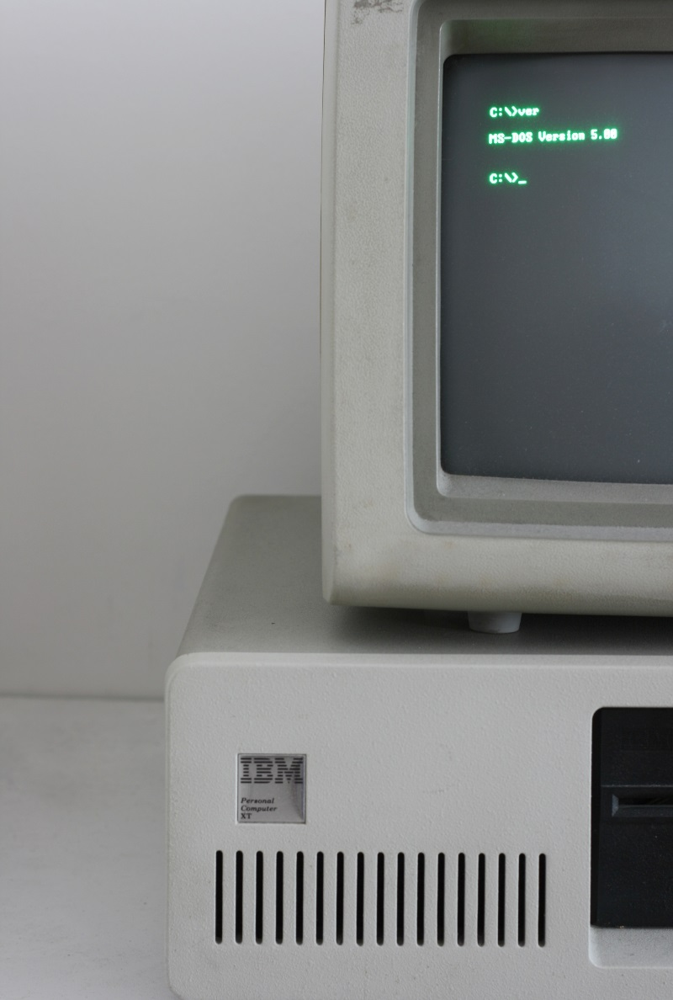 C:\>ver
MS-DOS Version 5.00
C:\>_
IBM
Personal
Computer
XT